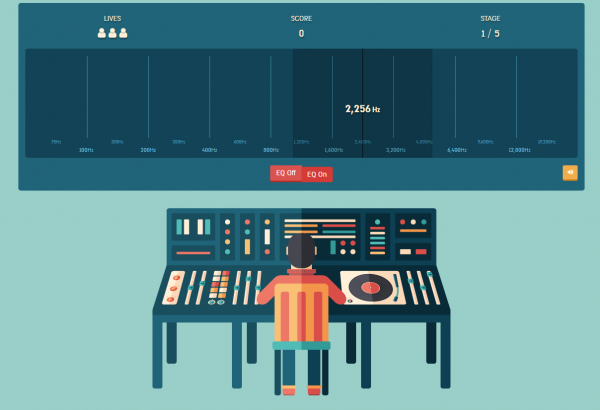 LIVES SCORE STAGE
0 1 / 5
2,256 Hz
100Hz 200Hz 400Hz 800Hz 1,600Hz 3,200Hz 6,400Hz 12,800Hz
EQ Off EQ On